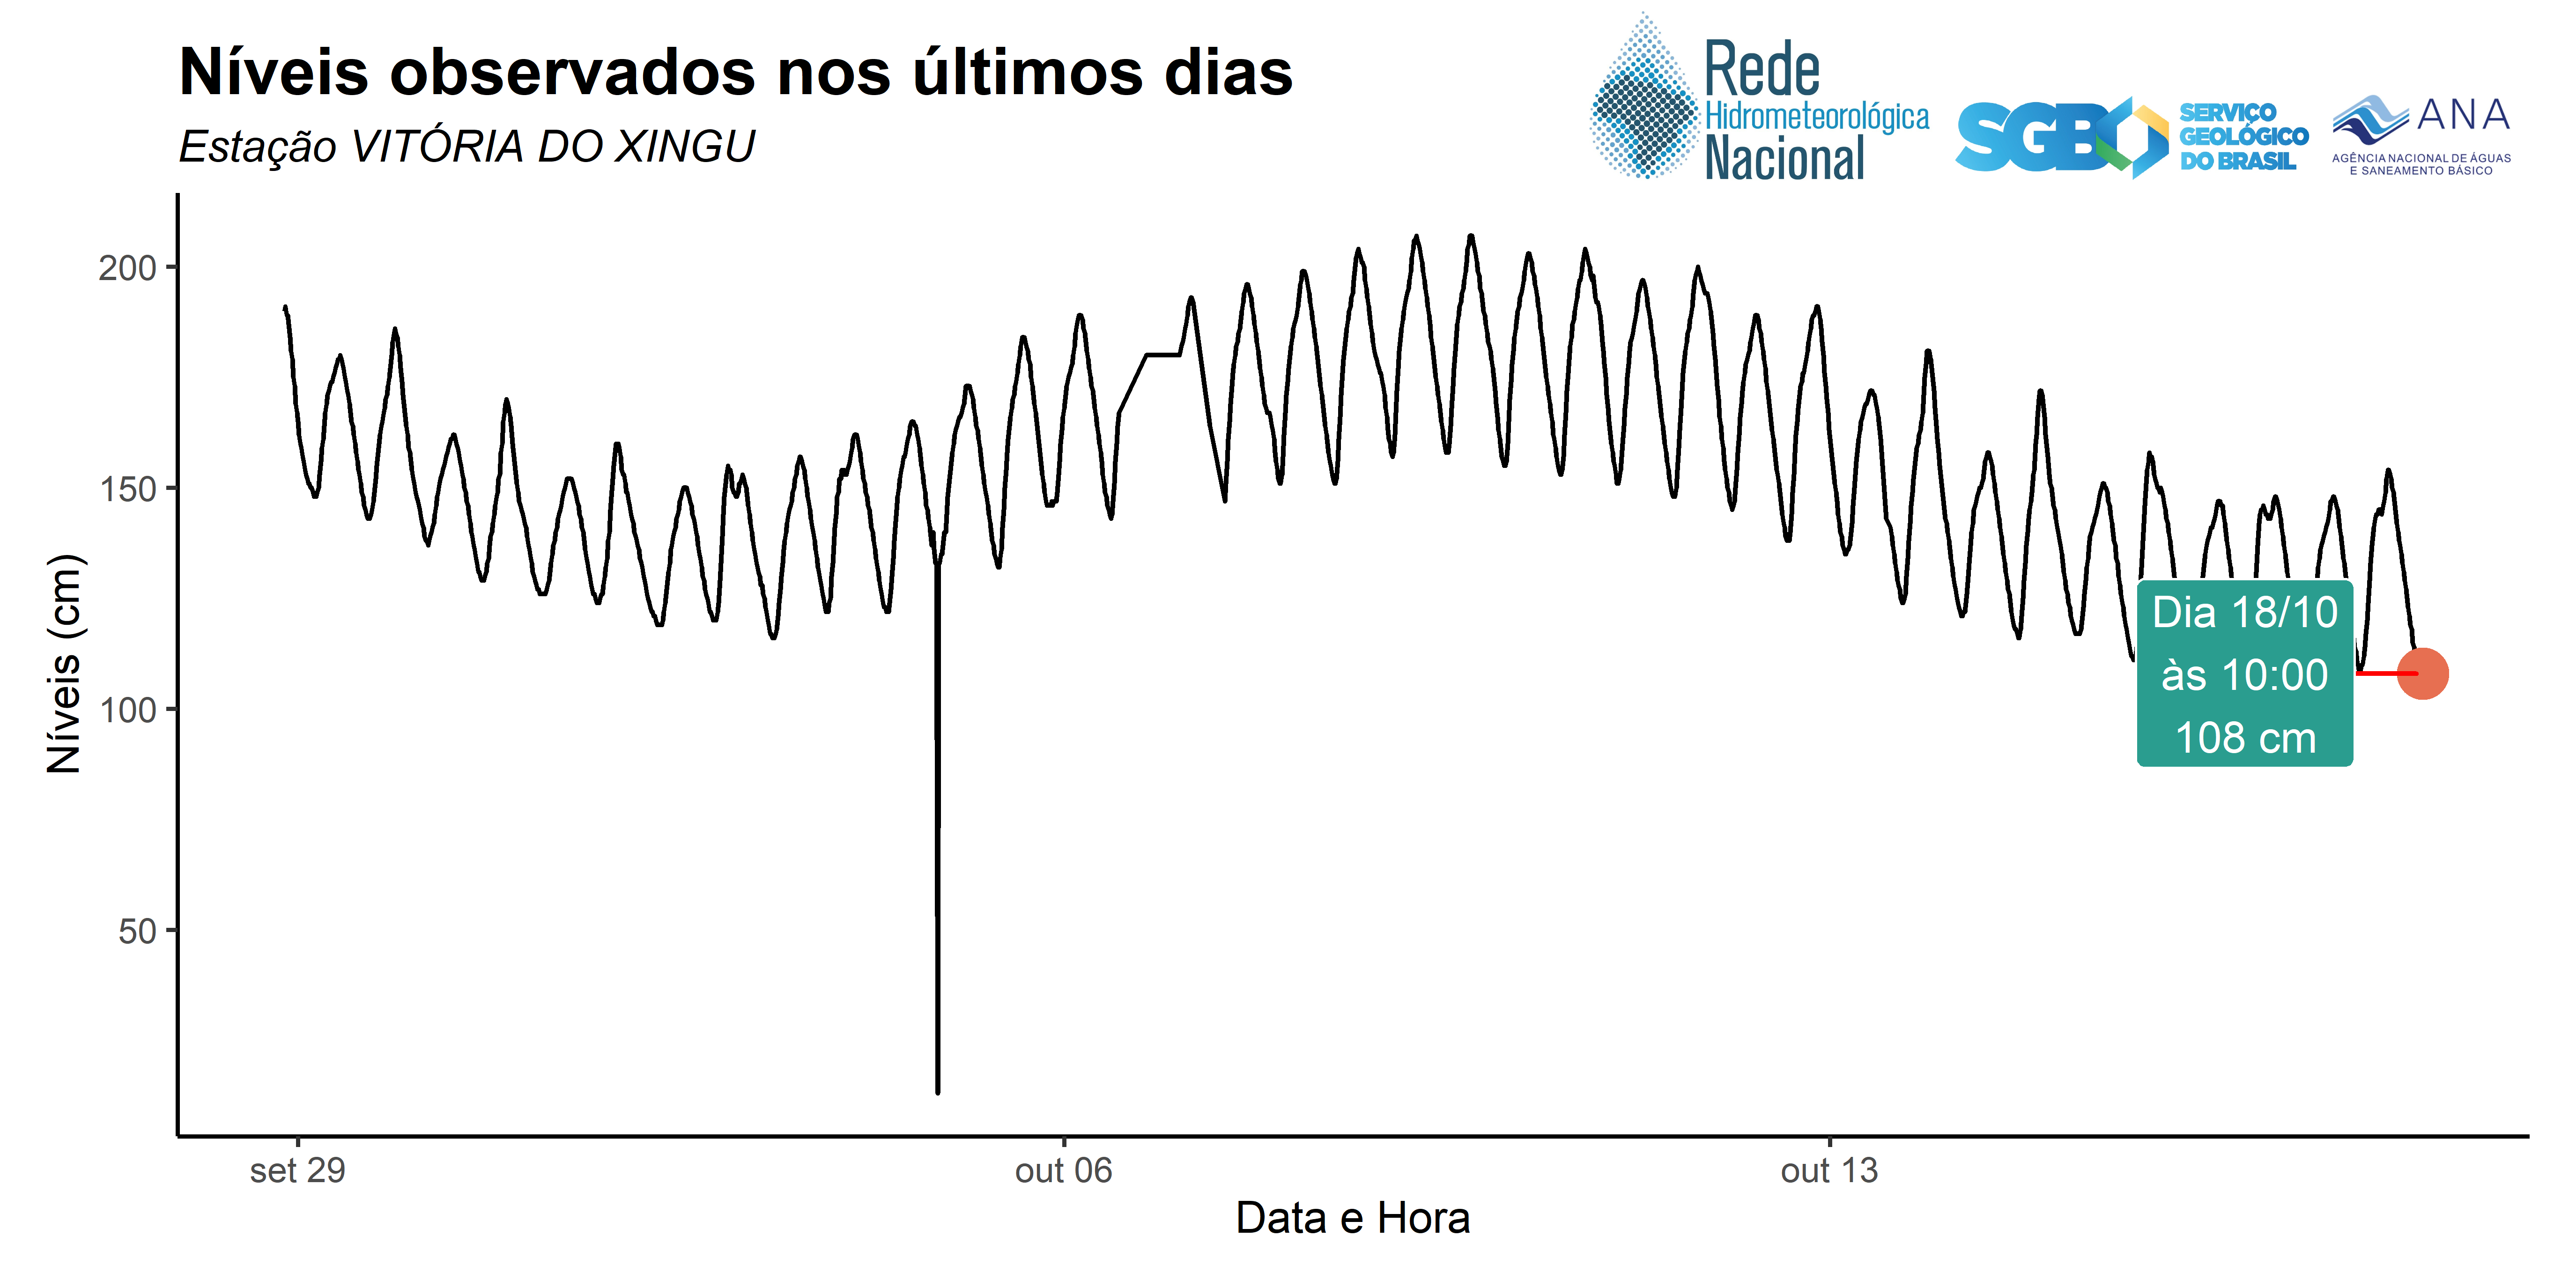 Níveis observados nos últimos dias
Estação VITÓRIA DO XINGU
Rede
Hidrometeorológica
Nacional
SGB
SERVIÇO
GEOLÓGICO
DO BRASIL
ANA
AGÊNCIA NACIONAL DE ÁGUAS
E SANEAMENTO BÁSICO
Níveis (cm)
200
150
100
50
Dia 18/10
às 10:00
108 cm
set 29
out 06
out 13
Data e Hora